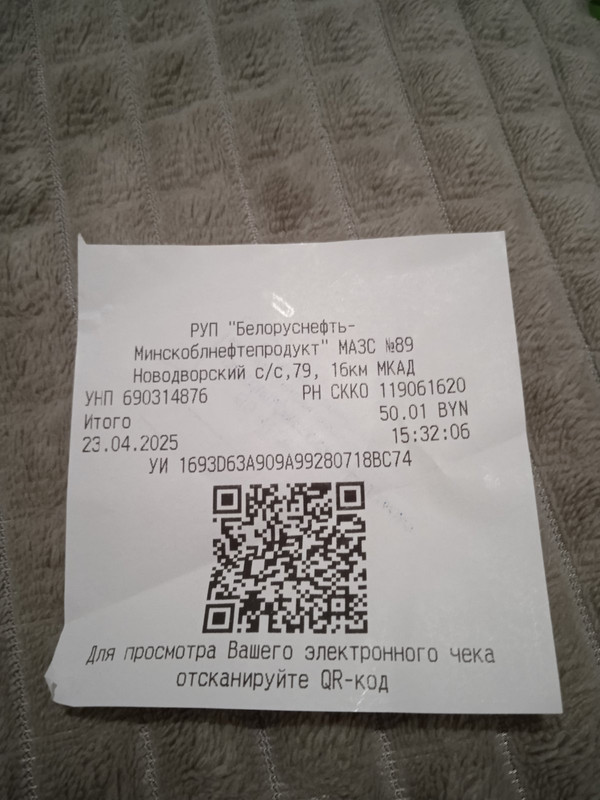 РУП "Белоруснефть-
Минскоблнефтепродукт" МАЗС №89
Новодворский с/с,79, 16км МКАД
УНП 690314876 РН СККО 119061620
Итого 50.01 BYN
23.04.2025 15:32:06
УИ 1693D63A909A99280718BC74
Для просмотра Вашего электронного чека
отсканируйте QR-код